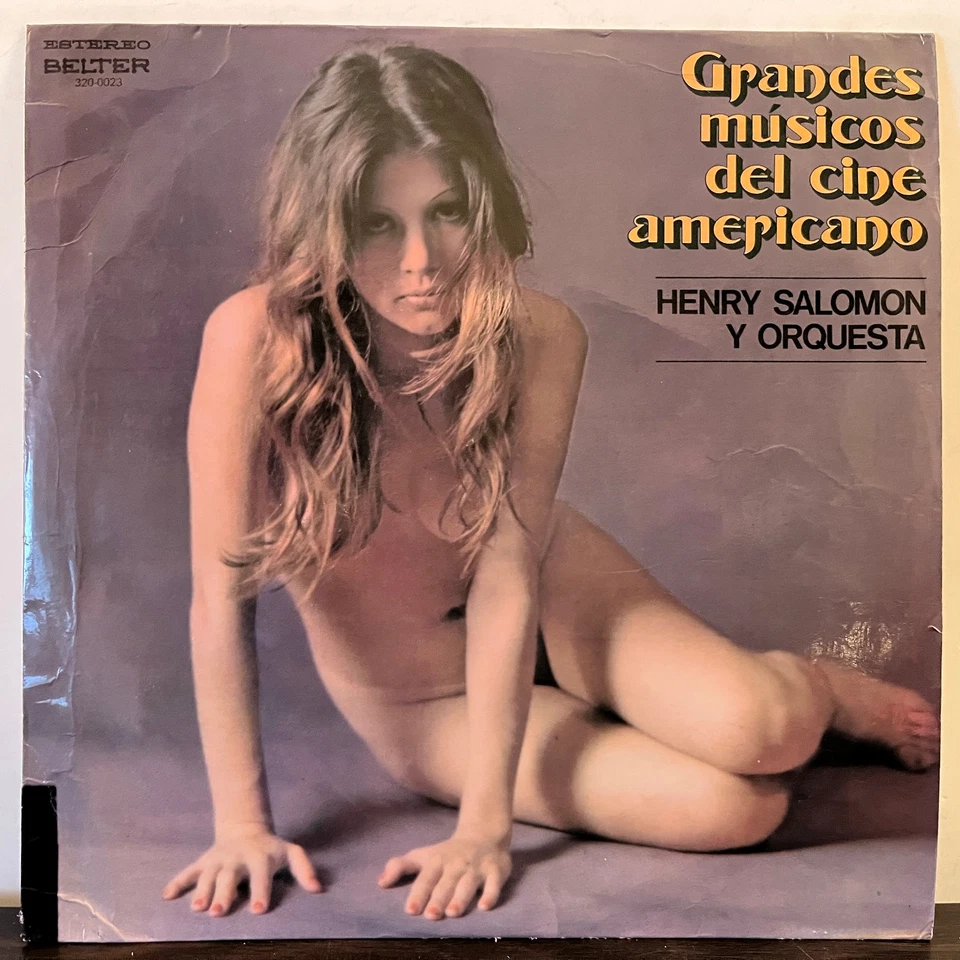 ESTEREO
BELTER
320-0023
Grandes
músicos
del cine
americano
HENRY SALOMON
Y ORQUESTA